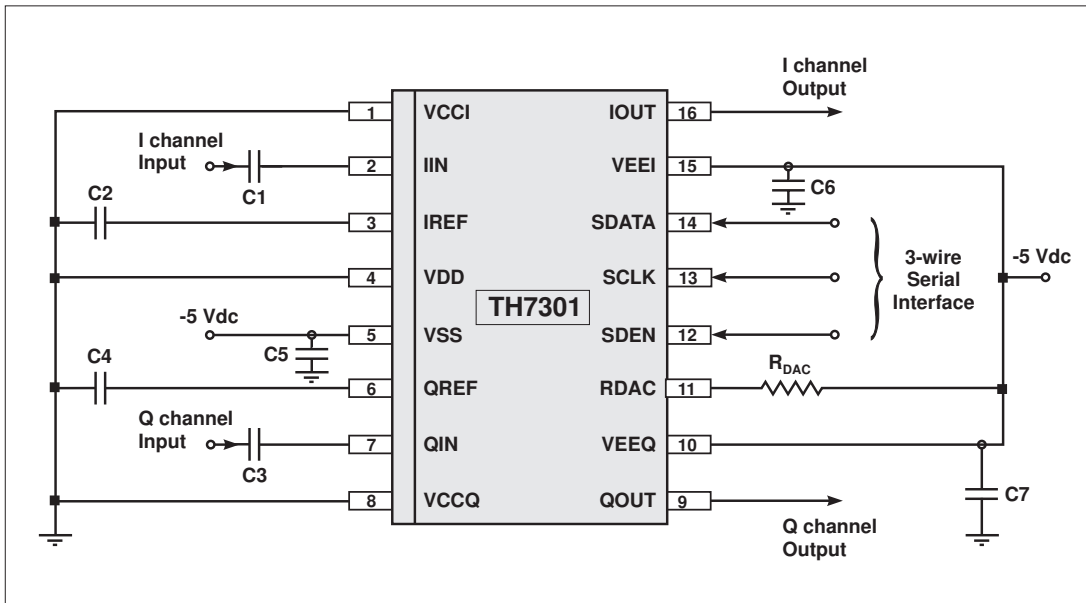 I channel
Output
1
VCCI
IOUT
16
I channel
Input
C1
2
IIN
VEEI
15
C6
C2
3
IREF
SDATA
14
4
VDD
SCLK
13
3-wire
Serial
Interface
-5 Vdc
TH7301
-5 Vdc
C5
5
VSS
SDEN
12
C4
6
QREF
RDAC
11
RDAC
Q channel
Input
C3
7
QIN
VEEQ
10
C7
8
VCCQ
QOUT
9
Q channel
Output